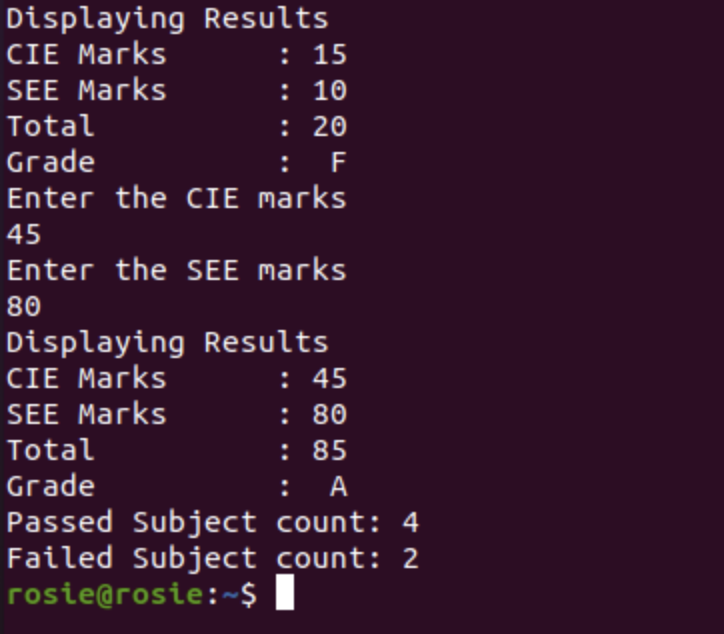 Displaying Results
CIE Marks      : 15
SEE Marks      : 10
Total          : 20
Grade          :  F
Enter the CIE marks
45
Enter the SEE marks
80
Displaying Results
CIE Marks      : 45
SEE Marks      : 80
Total          : 85
Grade          :  A
Passed Subject count: 4
Failed Subject count: 2
rosie@rosie:~$